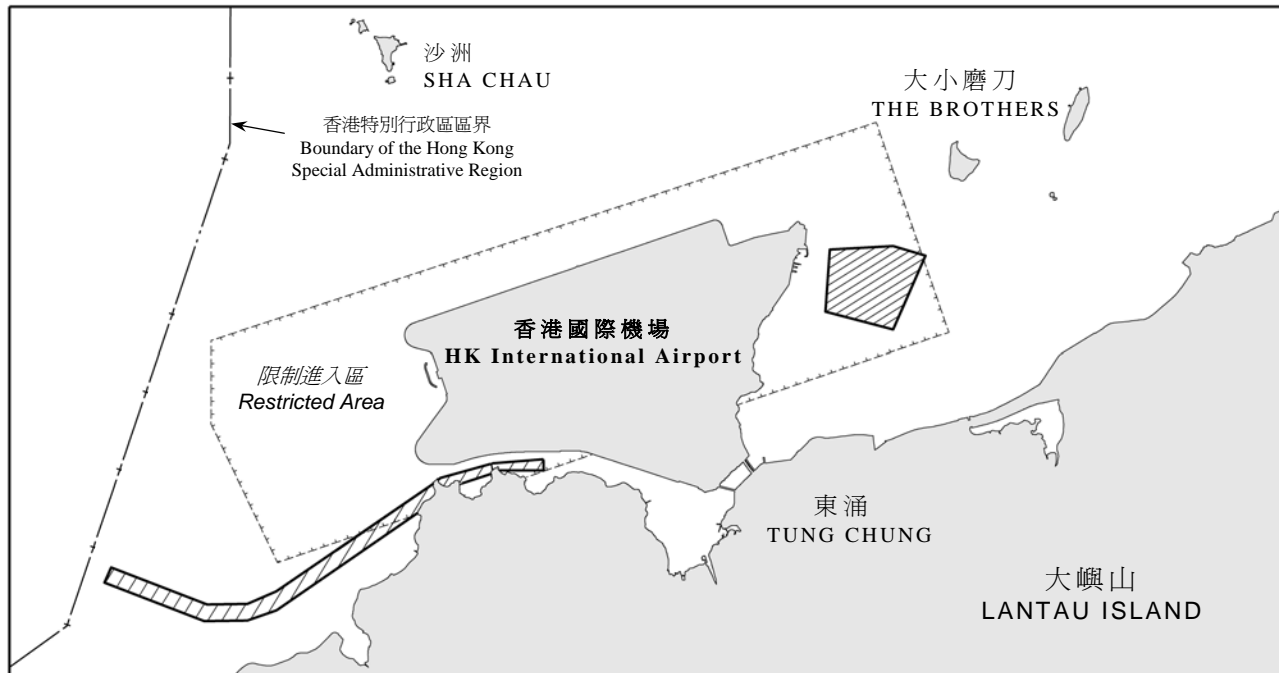 沙洲
SHA CHAU
大小磨刀
THE BROTHERS
香港特別行政區區界
Boundary of the Hong Kong
Special Administrative Region
香港國際機場
HK International Airport
限制進入區
Restricted Area
東涌
TUNG CHUNG
大嶼山
LANTAU ISLAND